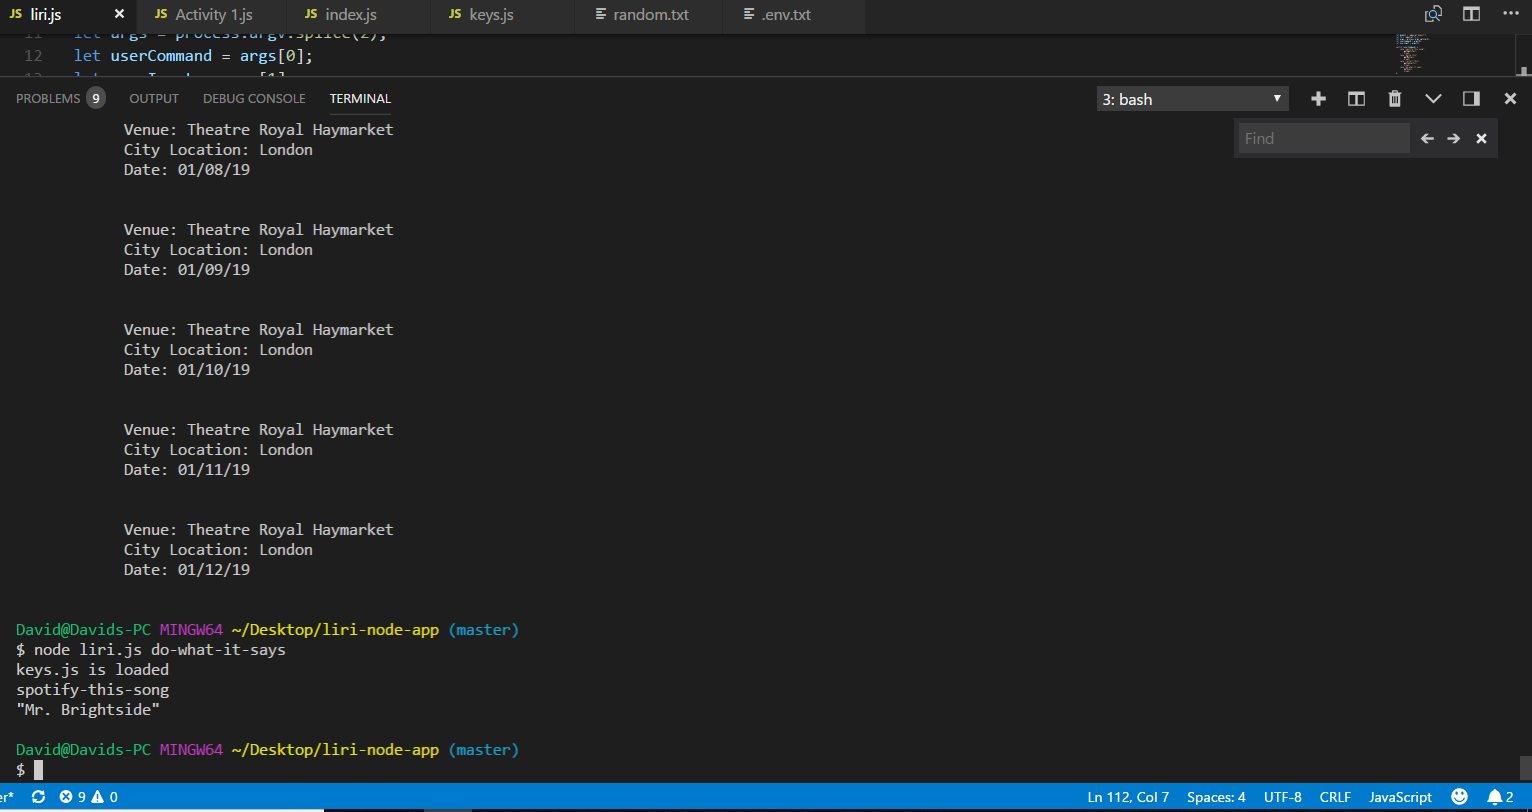 JS liri.js × JS Activity 1.js JS index.js JS keys.js random.txt .env.txt
11 let args = process.argv.splice(2);
12 let userCommand = args[0];
13
PROBLEMS 9 OUTPUT DEBUG CONSOLE TERMINAL 3: bash
Find
Venue: Theatre Royal Haymarket
City Location: London
Date: 01/08/19
Venue: Theatre Royal Haymarket
City Location: London
Date: 01/09/19
Venue: Theatre Royal Haymarket
City Location: London
Date: 01/10/19
Venue: Theatre Royal Haymarket
City Location: London
Date: 01/11/19
Venue: Theatre Royal Haymarket
City Location: London
Date: 01/12/19
David@Davids-PC MINGW64 ~/Desktop/liri-node-app (master)
$ node liri.js do-what-it-says
keys.js is loaded
spotify-this-song
"Mr. Brightside"
David@Davids-PC MINGW64 ~/Desktop/liri-node-app (master)
$
er* 9 0 Ln 112, Col 7 Spaces: 4 UTF-8 CRLF JavaScript 2